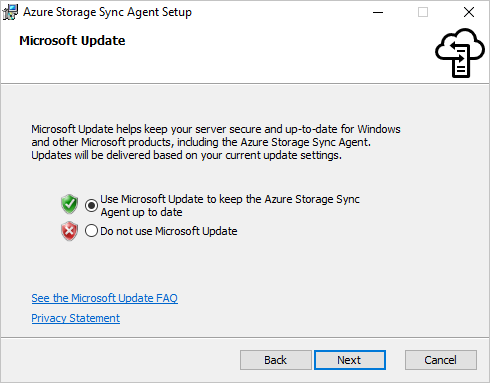 Azure Storage Sync Agent Setup
Microsoft Update
Microsoft Update helps keep your server secure and up-to-date for Windows
and other Microsoft products, including the Azure Storage Sync Agent.
Updates will be delivered based on your current update settings.
Use Microsoft Update to keep the Azure Storage Sync
Agent up to date
Do not use Microsoft Update
See the Microsoft Update FAQ
Privacy Statement
Back
Next
Cancel